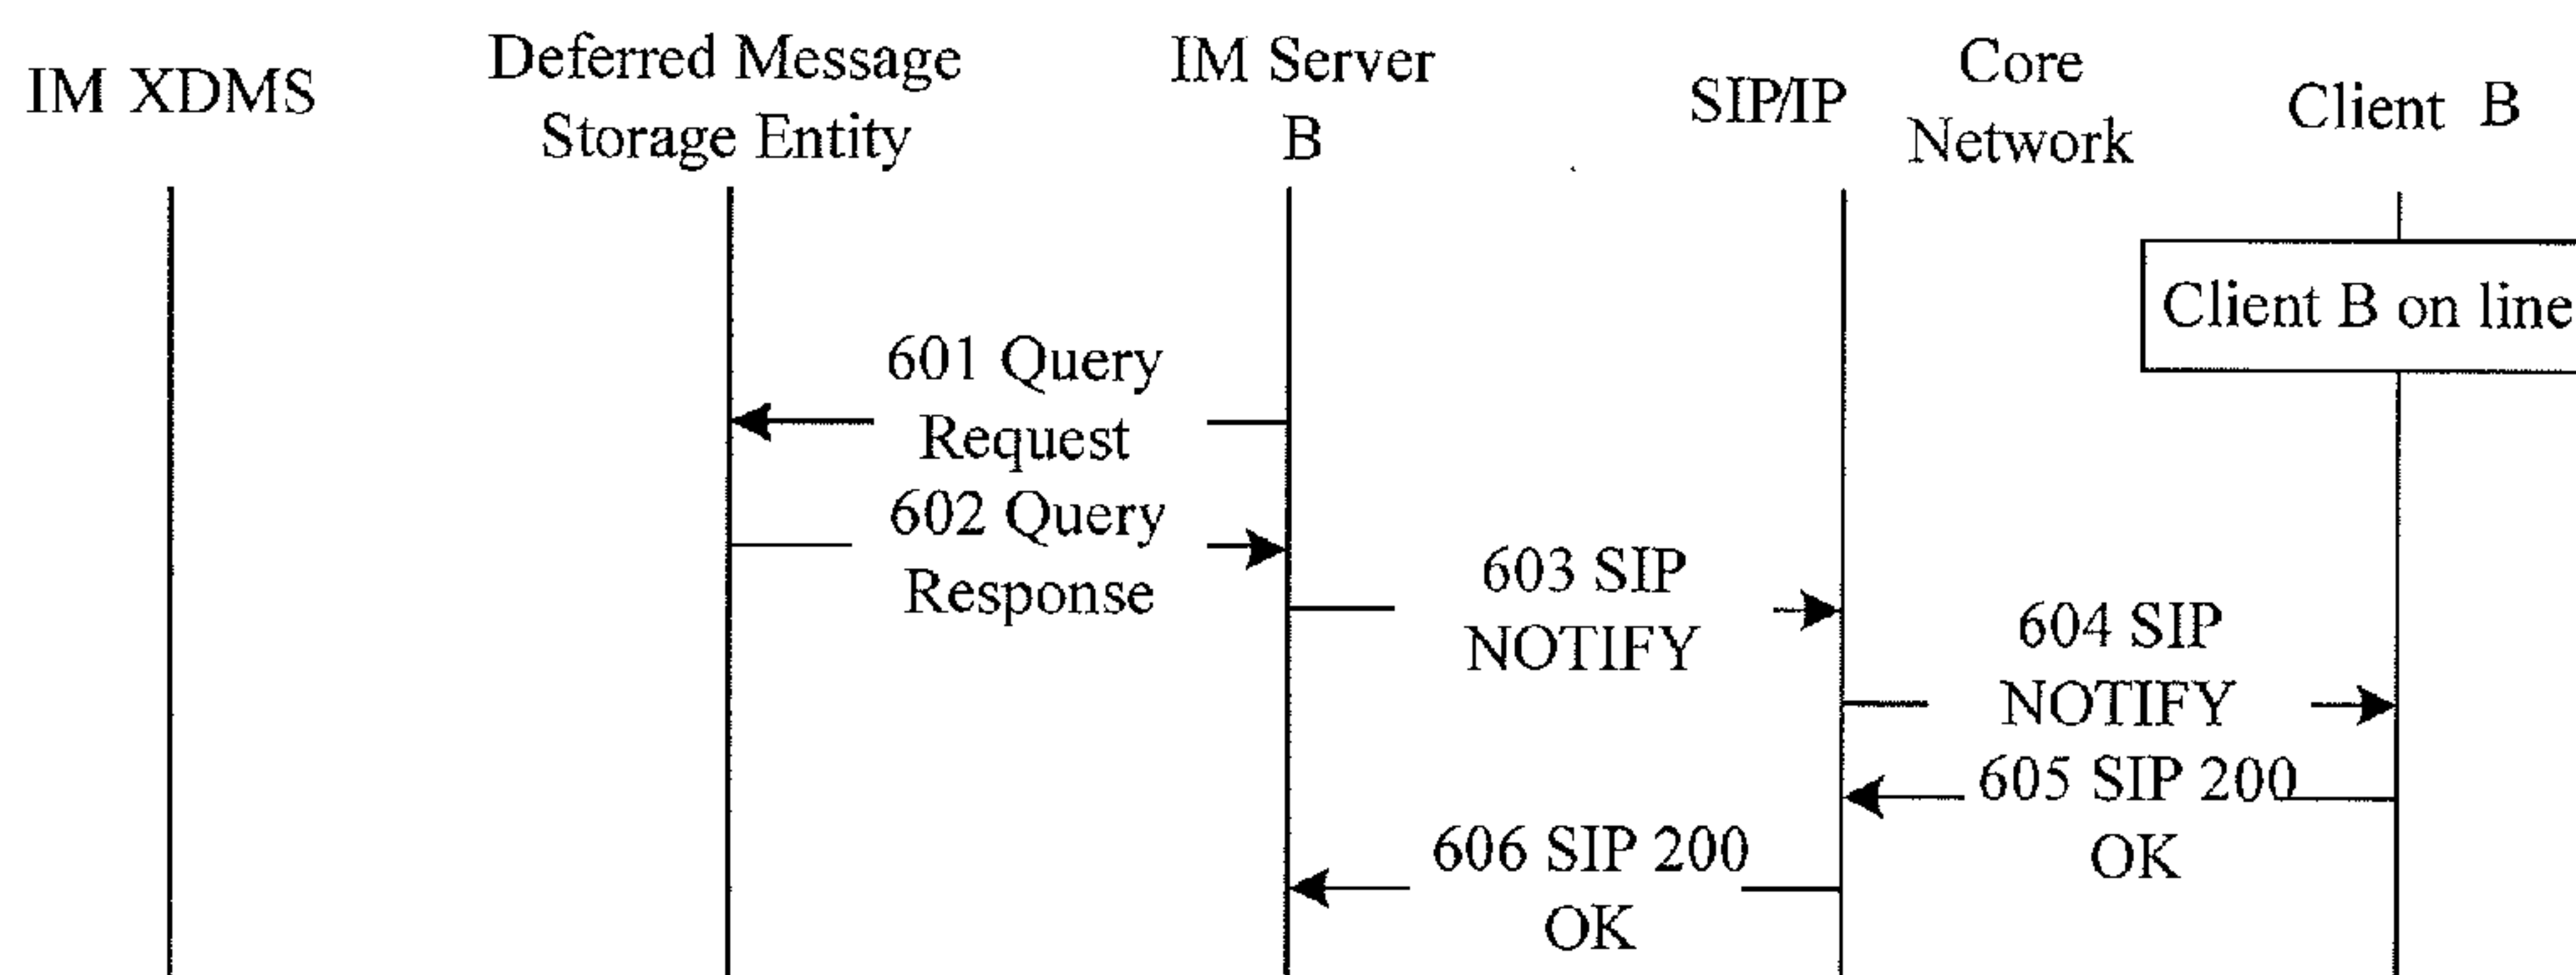 IM XDMS
Deferred Message
Storage Entity
IM Server
B
SIP/IP
Core
Network
Client B
Client B on line
601 Query
Request
602 Query
Response
603 SIP
NOTIFY
604 SIP
NOTIFY
605 SIP 200
OK
606 SIP 200
OK